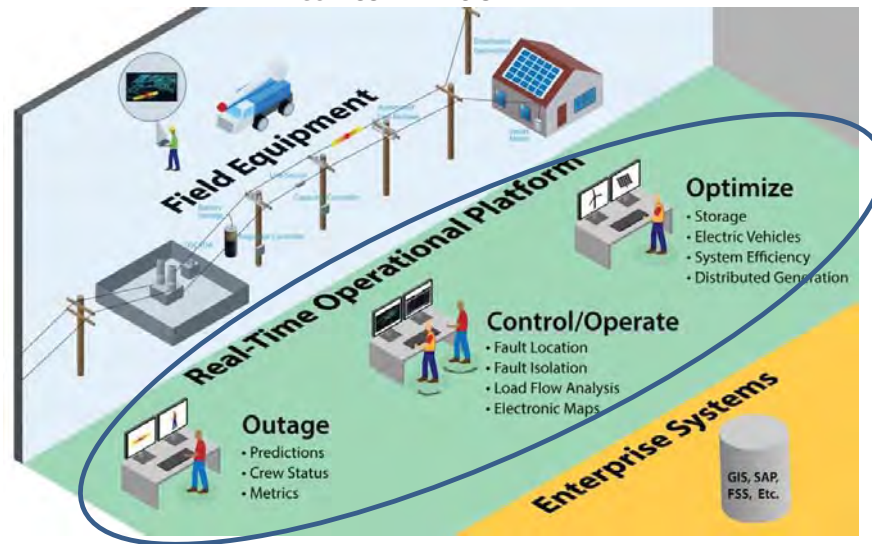 Field Equipment
Real-Time Operational Platform
Optimize
• Storage
• Electric Vehicles
• System Efficiency
• Distributed Generation
Control/Operate
• Fault Location
• Fault Isolation
• Load Flow Analysis
• Electronic Maps
Outage
• Predictions
• Crew Status
• Metrics
Enterprise Systems
GIS, SAP,
FSS, Etc.